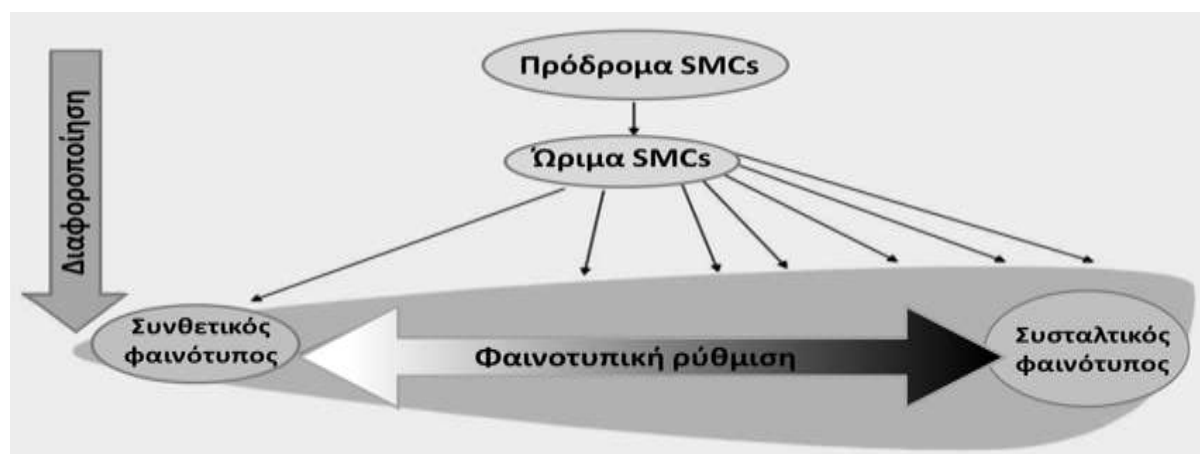 Πρόδρομα SMCs
Ώριμα SMCs
Διαφοροποίηση
Συνθετικός
φαινότυπος
Φαινοτυπική ρύθμιση
Συσταλτικός
φαινότυπος